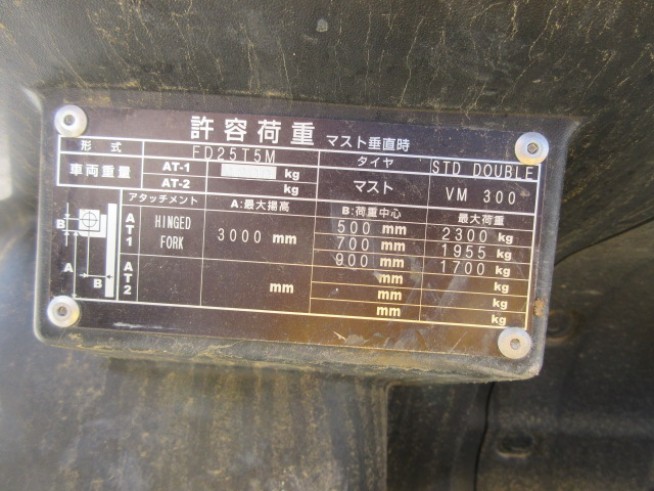 許容荷重 マスト垂直時
形式 FD25T5M タイヤ STD DOUBLE
車両重量 AT-1 kg マスト VM 300
AT-2 kg
アタッチメント A:最大揚高 B:荷重中心 最大荷重
AT1 HINGED FORK 3000 mm 500 mm 2300 kg
700 mm 1955 kg
900 mm 1700 kg
AT2 mm mm kg
mm kg
mm kg
B
A
B